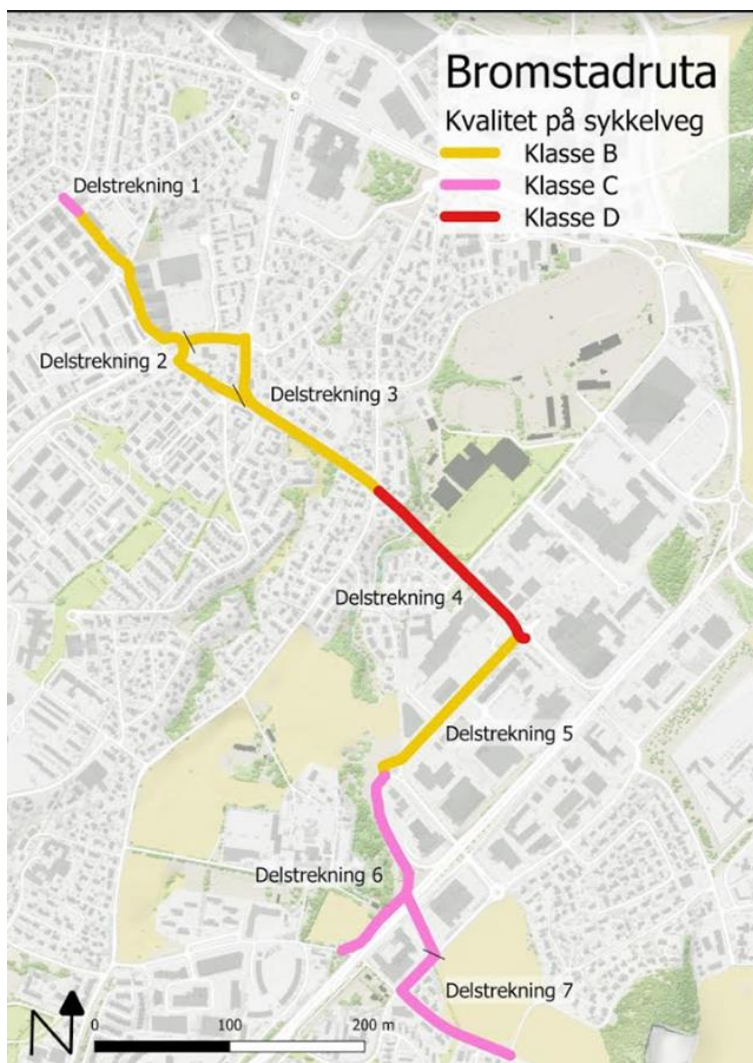 Bromstadruta
Kvalitet på sykkelveg
Klasse B
Klasse C
Klasse D
Delstrekning 1
Delstrekning 2
Delstrekning 3
Delstrekning 4
Delstrekning 5
Delstrekning 6
Delstrekning 7
N
0 100 200 m